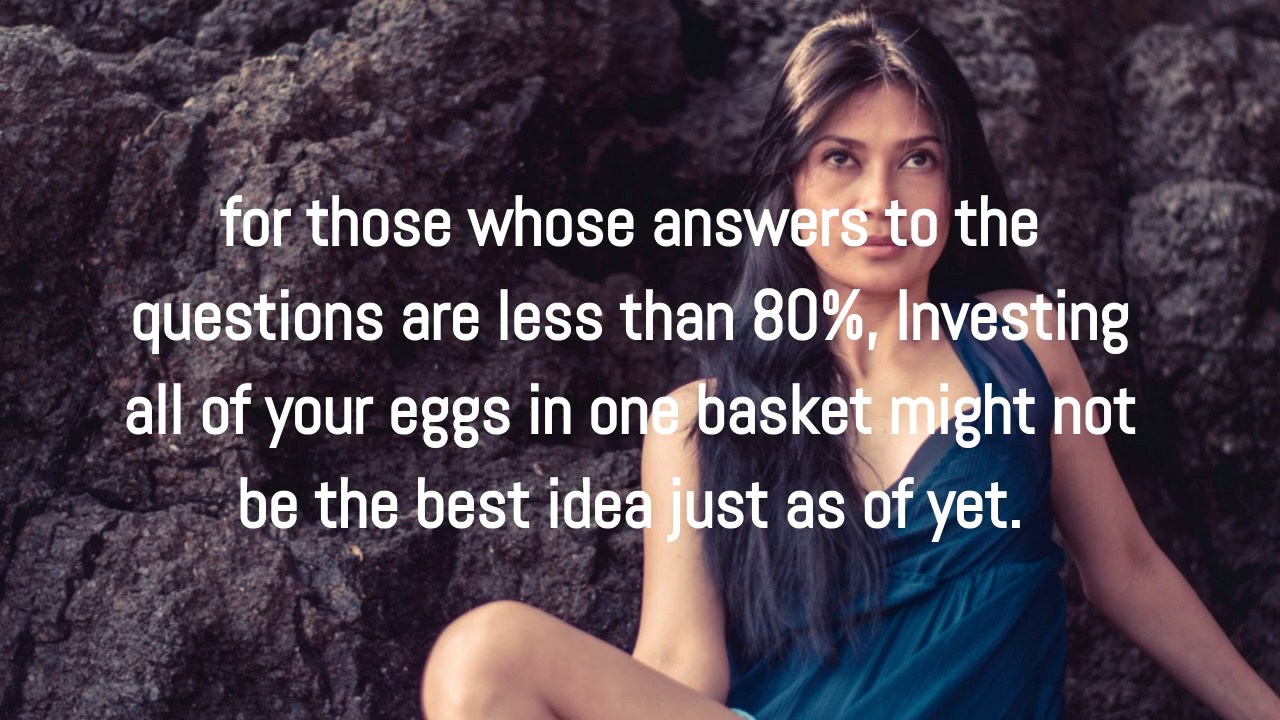 for those whose answers to the
questions are less than 80%, Investing
all of your eggs in one basket might not
be the best idea just as of yet.